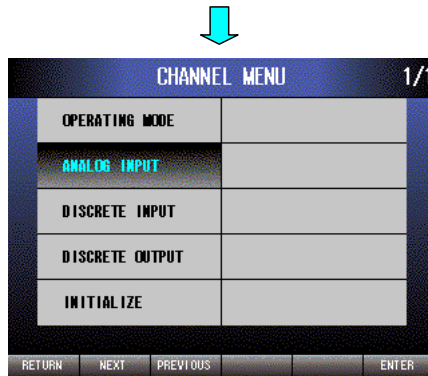 CHANNEL MENU 1/1
OPERATING MODE
ANALOG INPUT
DISCRETE INPUT
DISCRETE OUTPUT
INITIALIZE
RETURN NEXT PREVIOUS ENTER